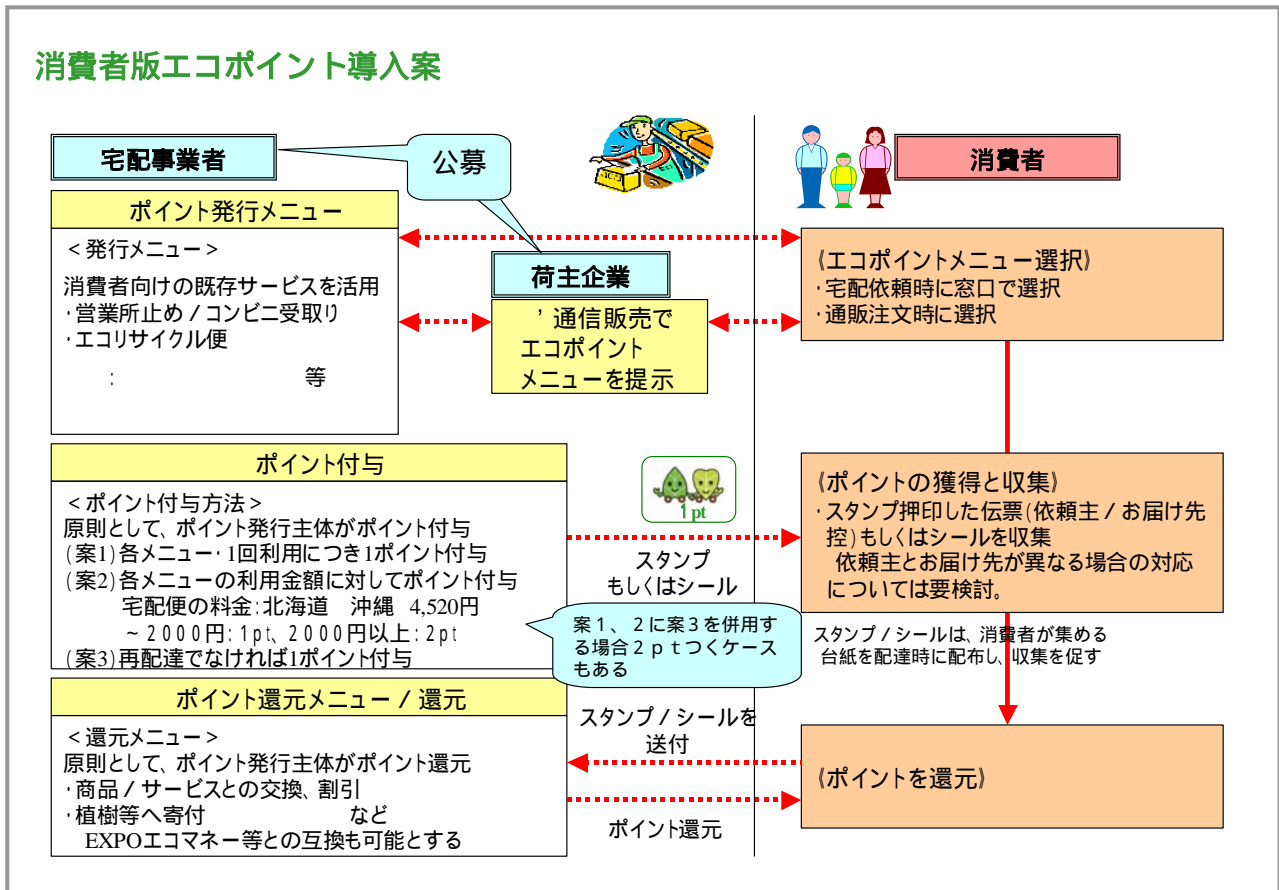 消費者版エコポイント導入案
宅配事業者
公募
消費者
ポイント発行メニュー
<発行メニュー>
消費者向けの既存サービスを活用
・営業所止め/コンビニ受取り
・エコリサイクル便
: 等
荷主企業
’通信販売で
エコポイント
メニューを提示
《エコポイントメニュー選択》
・宅配依頼時に窓口で選択
・通販注文時に選択
ポイント付与
<ポイント付与方法>
原則として、ポイント発行主体がポイント付与
(案1)各メニュー・1回利用につき1ポイント付与
(案2)各メニューの利用金額に対してポイント付与
宅配便の料金:北海道 沖縄 4,520円
~2000円:1pt、2000円以上:2pt
(案3)再配達でなければ1ポイント付与
1 pt
スタンプ
もしくはシール
案1、2に案3を併用す
る場合2ptつくケース
もある
《ポイントの獲得と収集》
・スタンプ押印した伝票(依頼主/お届け先
控)もしくはシールを収集
依頼主とお届け先が異なる場合の対応
については要検討。
スタンプ/シールは、消費者が集める
台紙を配達時に配布し、収集を促す
ポイント還元メニュー/還元
<還元メニュー>
原則として、ポイント発行主体がポイント還元
・商品/サービスとの交換、割引
・植樹等へ寄付 など
EXPOエコマネー等との互換も可能とする
スタンプ/シールを
送付
ポイント還元
《ポイントを還元》